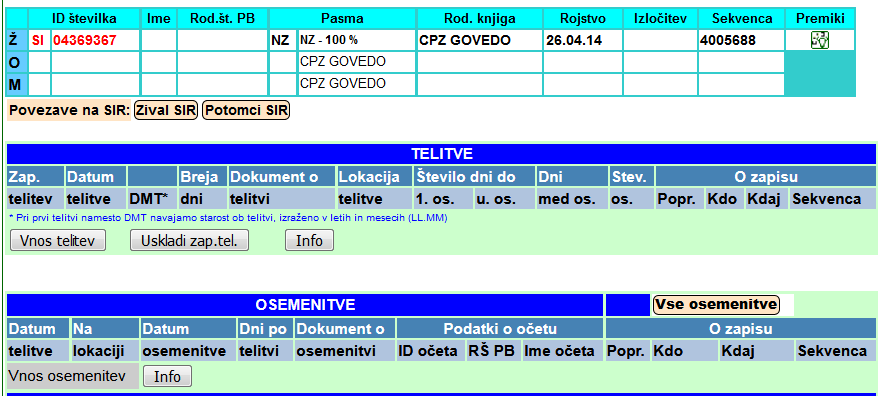 ID številka Ime Rod.št. PB Pasma Rod. knjiga Rojstvo Izločitev Sekvenca Premiki
Ž SI 04369367 NZ NZ - 100 % CPZ GOVEDO 26.04.14 4005688
O CPZ GOVEDO
M CPZ GOVEDO
Povezave na SIR: Zival SIR Potomci SIR
TELITVE
Zap. Datum Breja Dokument o Lokacija Število dni do Dni Stev. O zapisu
telitev telitve DMT* dni telitvi telitve 1. os. u. os. med os. os. Popr. Kdo Kdaj Sekvenca
* Pri prvi telitvi namesto DMT navajamo starost ob telitvi, izraženo v letih in mesecih (LL.MM)
Vnos telitev Uskladi zap.tel. Info
OSEMENITVE Vse osemenitve
Datum Na Datum Dni po Dokument o Podatki o očetu O zapisu
telitve lokaciji osemenitve telitvi osemenitvi ID očeta RŠ PB Ime očeta Popr. Kdo Kdaj Sekvenca
Vnos osemenitev Info